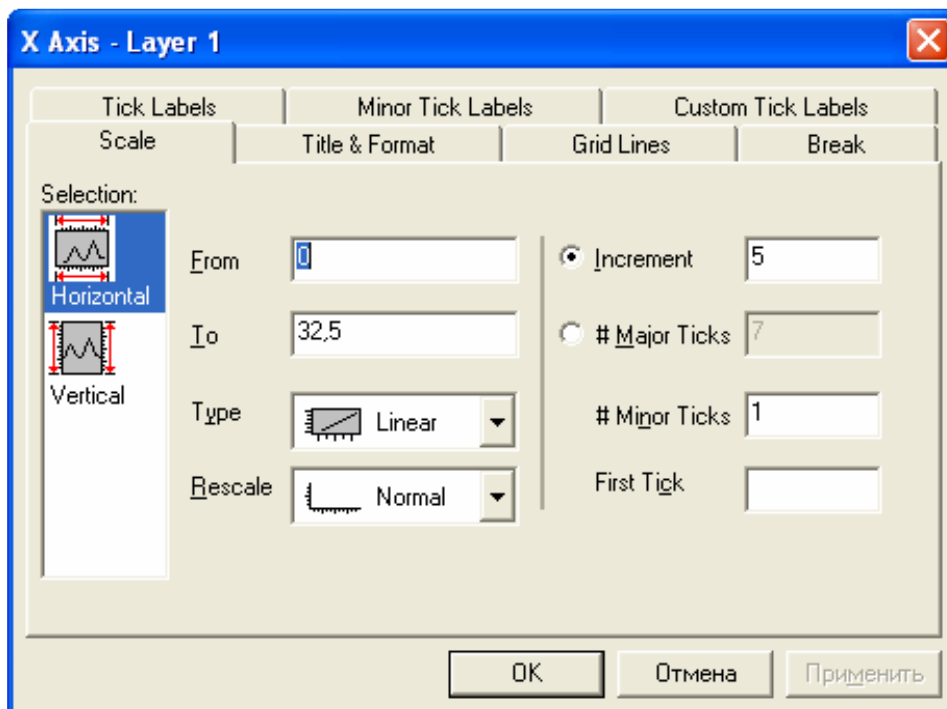 X Axis - Layer 1
Tick Labels
Minor Tick Labels
Custom Tick Labels
Scale
Title & Format
Grid Lines
Break
Selection:
Horizontal
Vertical
From
0
To
32,5
Type
Linear
Rescale
Normal
Increment
5
# Major Ticks
7
# Minor Ticks
1
First Tick
OK
Отмена
Применить